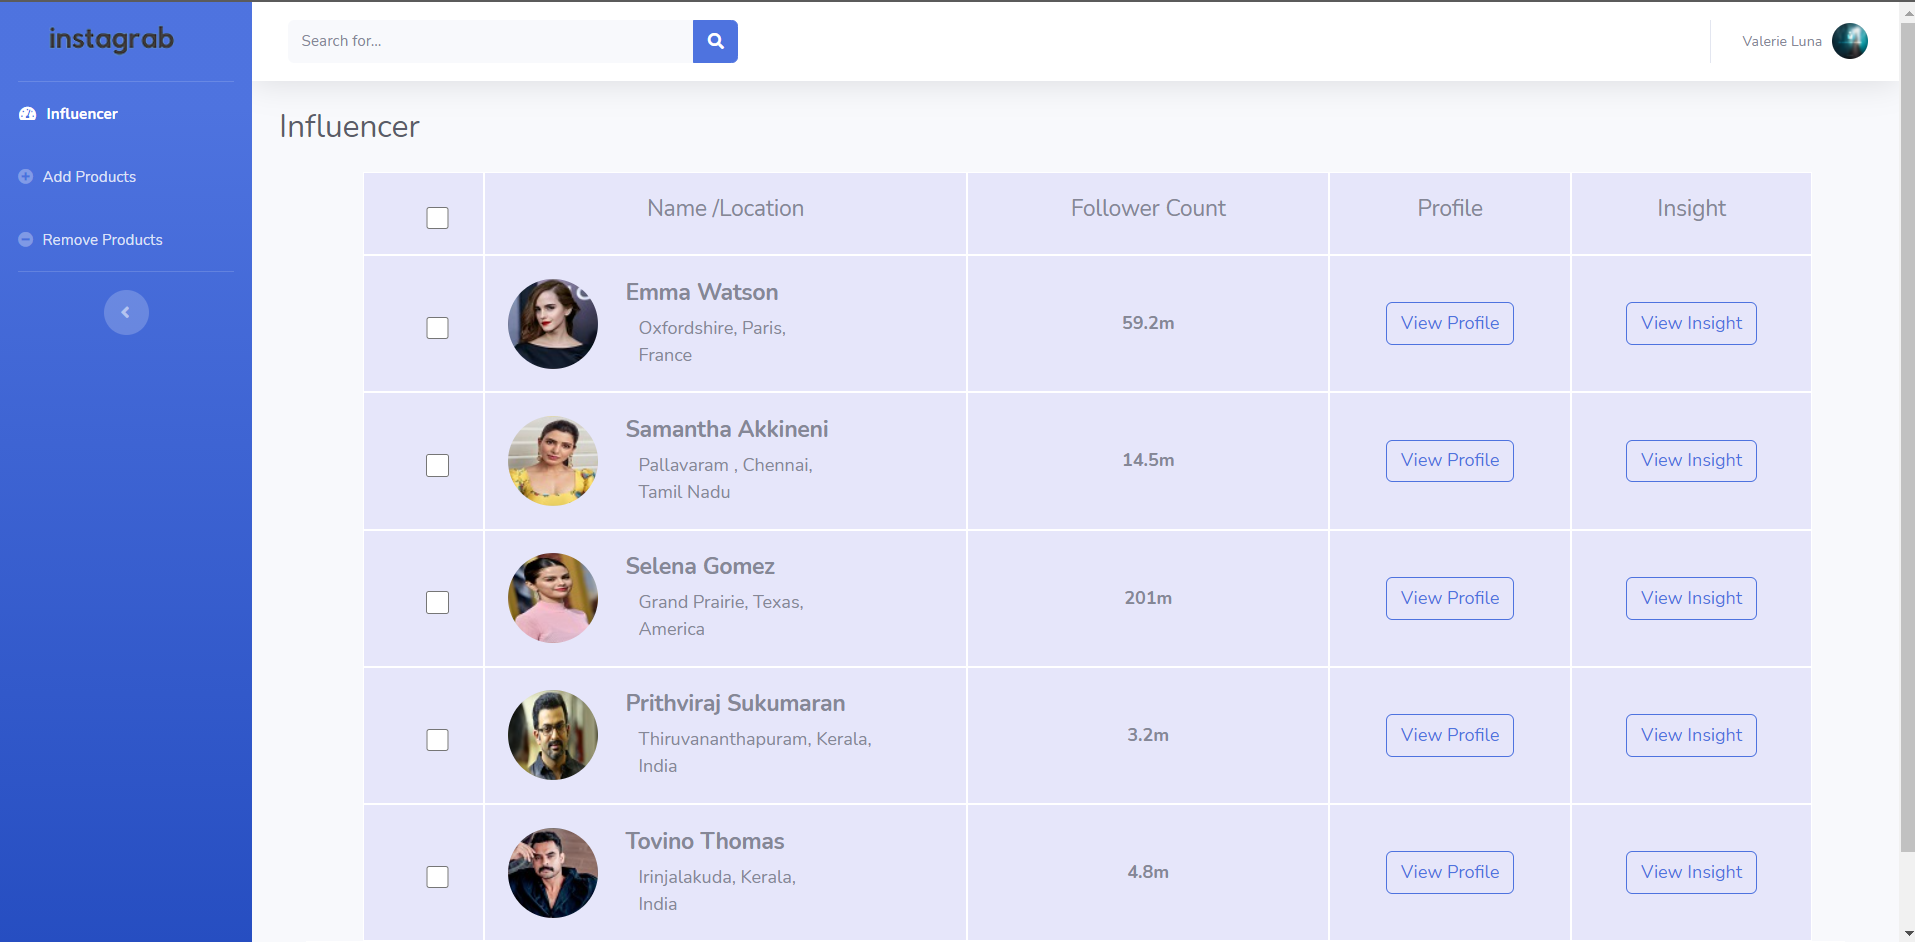 instagrab
Search for...
Valerie Luna
Influencer
Add Products
Remove Products
Influencer
Name /Location Follower Count Profile Insight
Emma Watson
Oxfordshire, Paris,
France
59.2m View Profile View Insight
Samantha Akkineni
Pallavaram , Chennai,
Tamil Nadu
14.5m View Profile View Insight
Selena Gomez
Grand Prairie, Texas,
America
201m View Profile View Insight
Prithviraj Sukumaran
Thiruvananthapuram, Kerala,
India
3.2m View Profile View Insight
Tovino Thomas
Irinjalakuda, Kerala,
India
4.8m View Profile View Insight